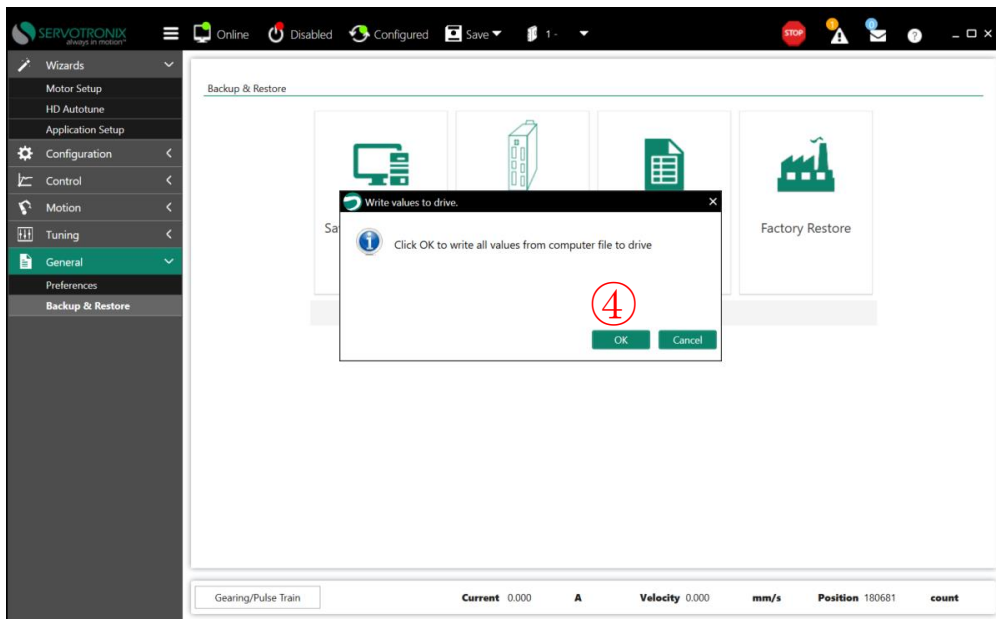 SERVOTRONIX
always in motion™
Online
Disabled
Configured
Save
1 -
STOP
1
0
?
Wizards
Motor Setup
HD Autotune
Application Setup
Configuration
Control
Motion
Tuning
General
Preferences
Backup & Restore
Backup & Restore
Sa
Factory Restore
Write values to drive.
Click OK to write all values from computer file to drive
④
OK Cancel
Gearing/Pulse Train Current 0.000 A Velocity 0.000 mm/s Position 180681 count